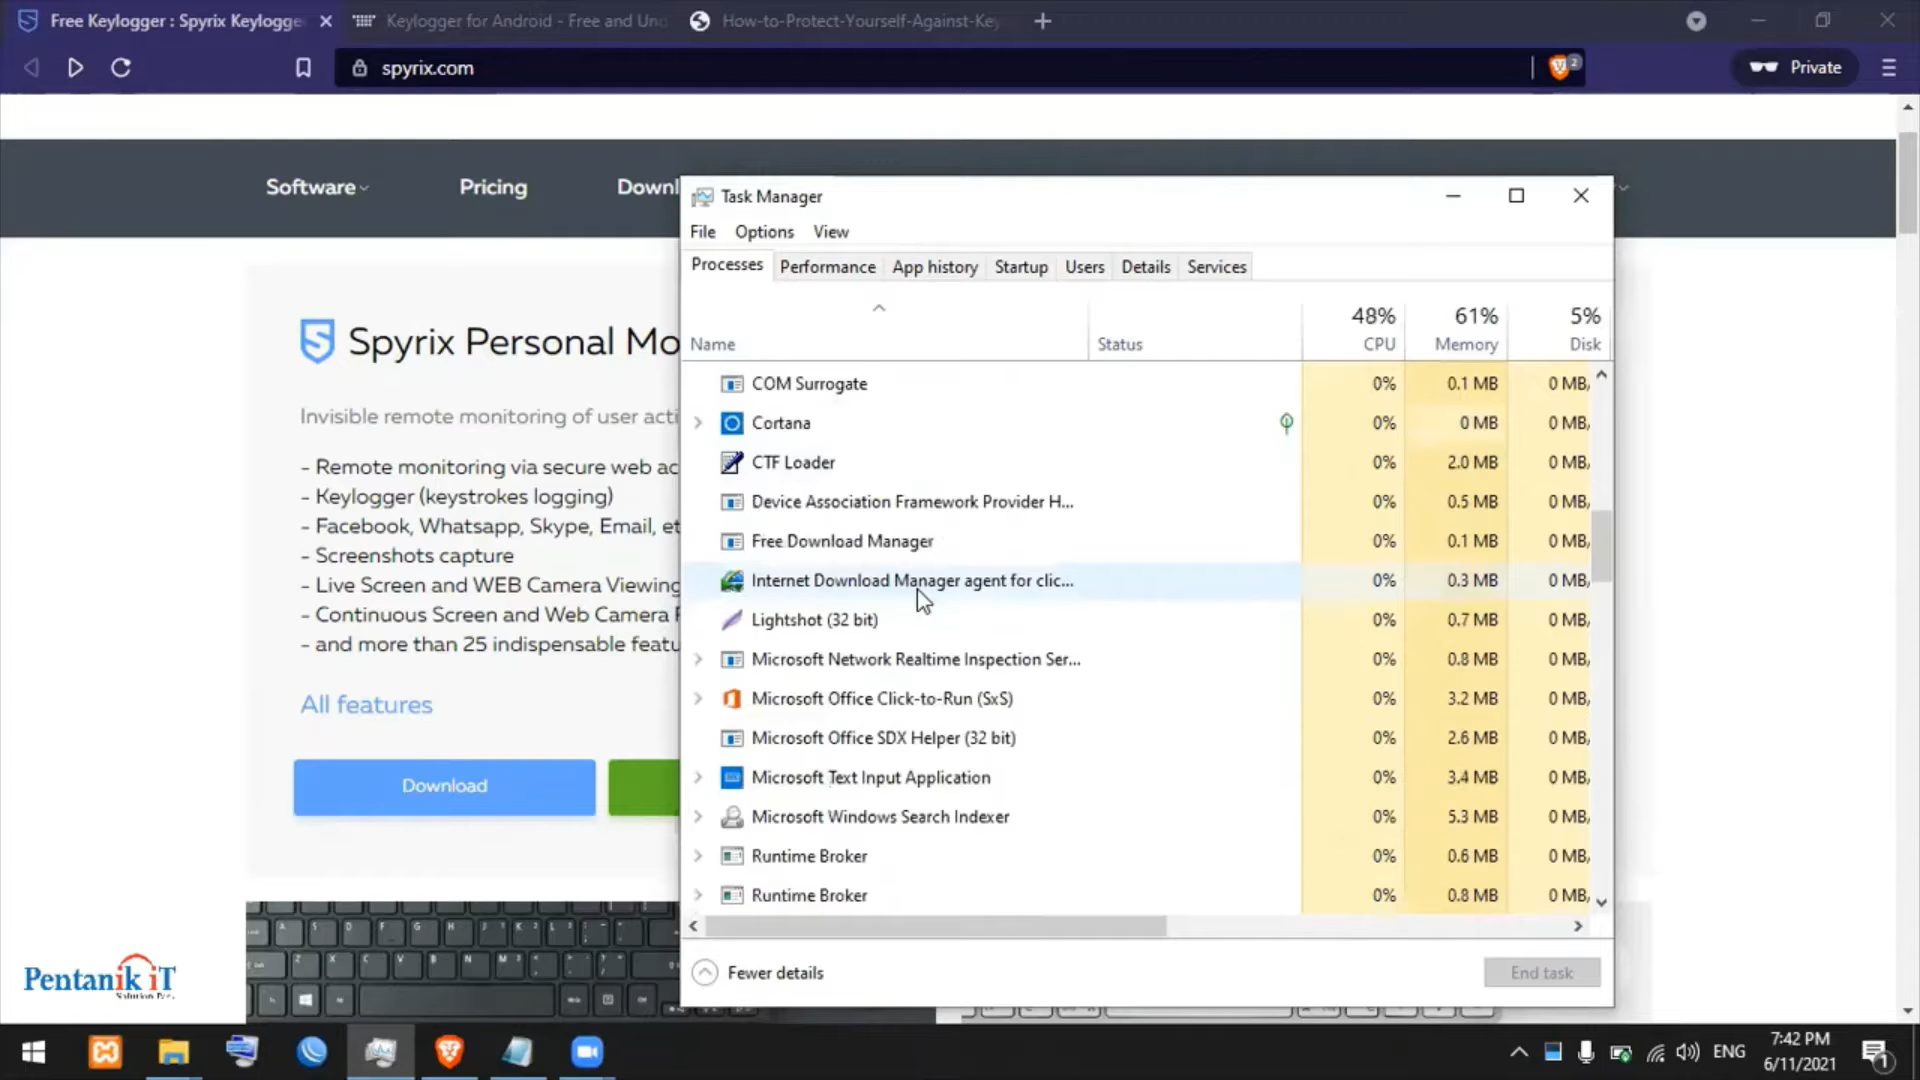 Free Keylogger : Spyrix Keylogge
Keylogger for Android - Free and Und
How-to-Protect-Yourself-Against-Key
spyrix.com
2
Private
Software
Pricing
Downl
Spyrix Personal Mo
Invisible remote monitoring of user acti
- Remote monitoring via secure web ac
- Keylogger (keystrokes logging)
- Facebook, Whatsapp, Skype, Email, et
- Screenshots capture
- Live Screen and WEB Camera Viewing
- Continuous Screen and Web Camera R
- and more than 25 indispensable featu
All features
Download
Task Manager
File Options View
Processes Performance App history Startup Users Details Services
48% 61% 5%
Name Status CPU Memory Disk
COM Surrogate 0% 0.1 MB 0 MB,
Cortana 0% 0 MB 0 MB,
CTF Loader 0% 2.0 MB 0 MB,
Device Association Framework Provider H... 0% 0.5 MB 0 MB,
Free Download Manager 0% 0.1 MB 0 MB,
Internet Download Manager agent for clic... 0% 0.3 MB 0 MB,
Lightshot (32 bit) 0% 0.7 MB 0 MB,
Microsoft Network Realtime Inspection Ser... 0% 0.8 MB 0 MB,
Microsoft Office Click-to-Run (SxS) 0% 3.2 MB 0 MB,
Microsoft Office SDX Helper (32 bit) 0% 2.6 MB 0 MB,
Microsoft Text Input Application 0% 3.4 MB 0 MB,
Microsoft Windows Search Indexer 0% 5.3 MB 0 MB,
Runtime Broker 0% 0.6 MB 0 MB,
Runtime Broker 0% 0.8 MB 0 MB,
Fewer details
End task
Pentanik iT
ENG
7:42 PM
6/11/2021
1